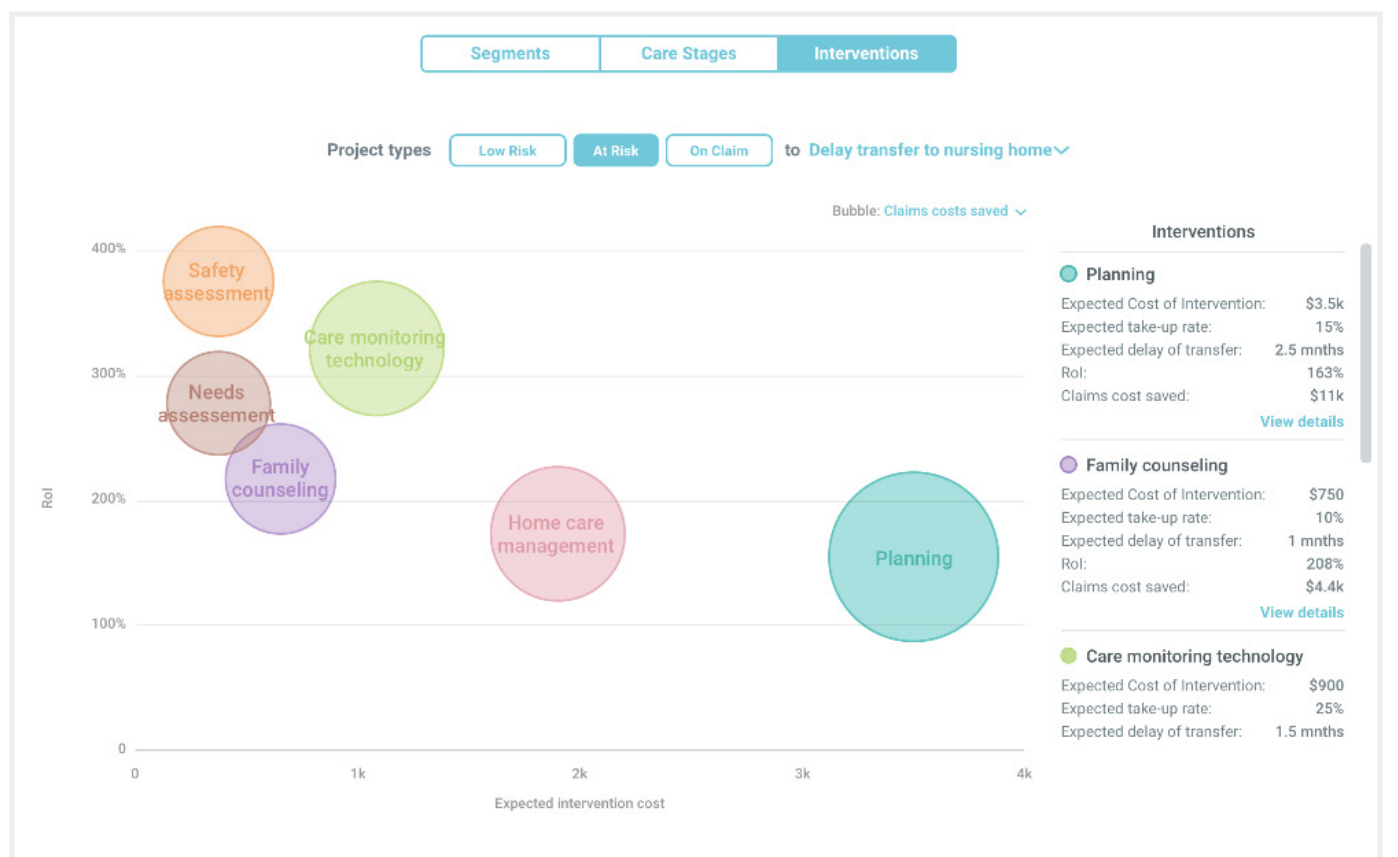 Segments
Care Stages
Interventions
Project types
Low Risk
At Risk
On Claim
to Delay transfer to nursing home
Bubble: Claims costs saved
RoI
400%
300%
200%
100%
0
0
1k
2k
3k
4k
Expected intervention cost
Safety
assessment
Care monitoring
technology
Needs
assessement
Family
counseling
Home care
management
Planning
Interventions
Planning
Expected Cost of Intervention: $3.5k
Expected take-up rate: 15%
Expected delay of transfer: 2.5 mnths
RoI: 163%
Claims cost saved: $11k
View details
Family counseling
Expected Cost of Intervention: $750
Expected take-up rate: 10%
Expected delay of transfer: 1 mnths
RoI: 208%
Claims cost saved: $4.4k
View details
Care monitoring technology
Expected Cost of Intervention: $900
Expected take-up rate: 25%
Expected delay of transfer: 1.5 mnths